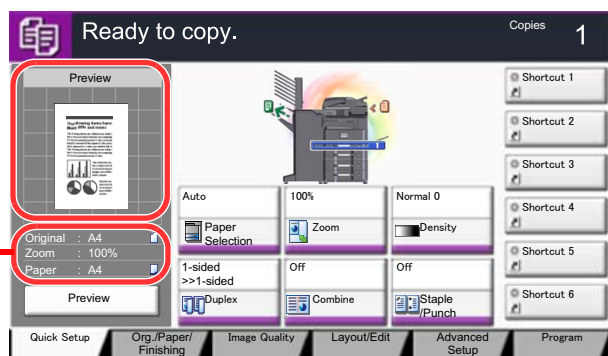 Ready to copy.
Copies 1
Preview
Original : A4
Zoom : 100%
Paper : A4
Preview
1
Auto
Paper
Selection
100%
Zoom
Normal 0
Density
1-sided
>>1-sided
Duplex
Off
Combine
Off
Staple
/Punch
Shortcut 1
Shortcut 2
Shortcut 3
Shortcut 4
Shortcut 5
Shortcut 6
Quick Setup
Org./Paper/
Finishing
Image Quality
Layout/Edit
Advanced
Setup
Program